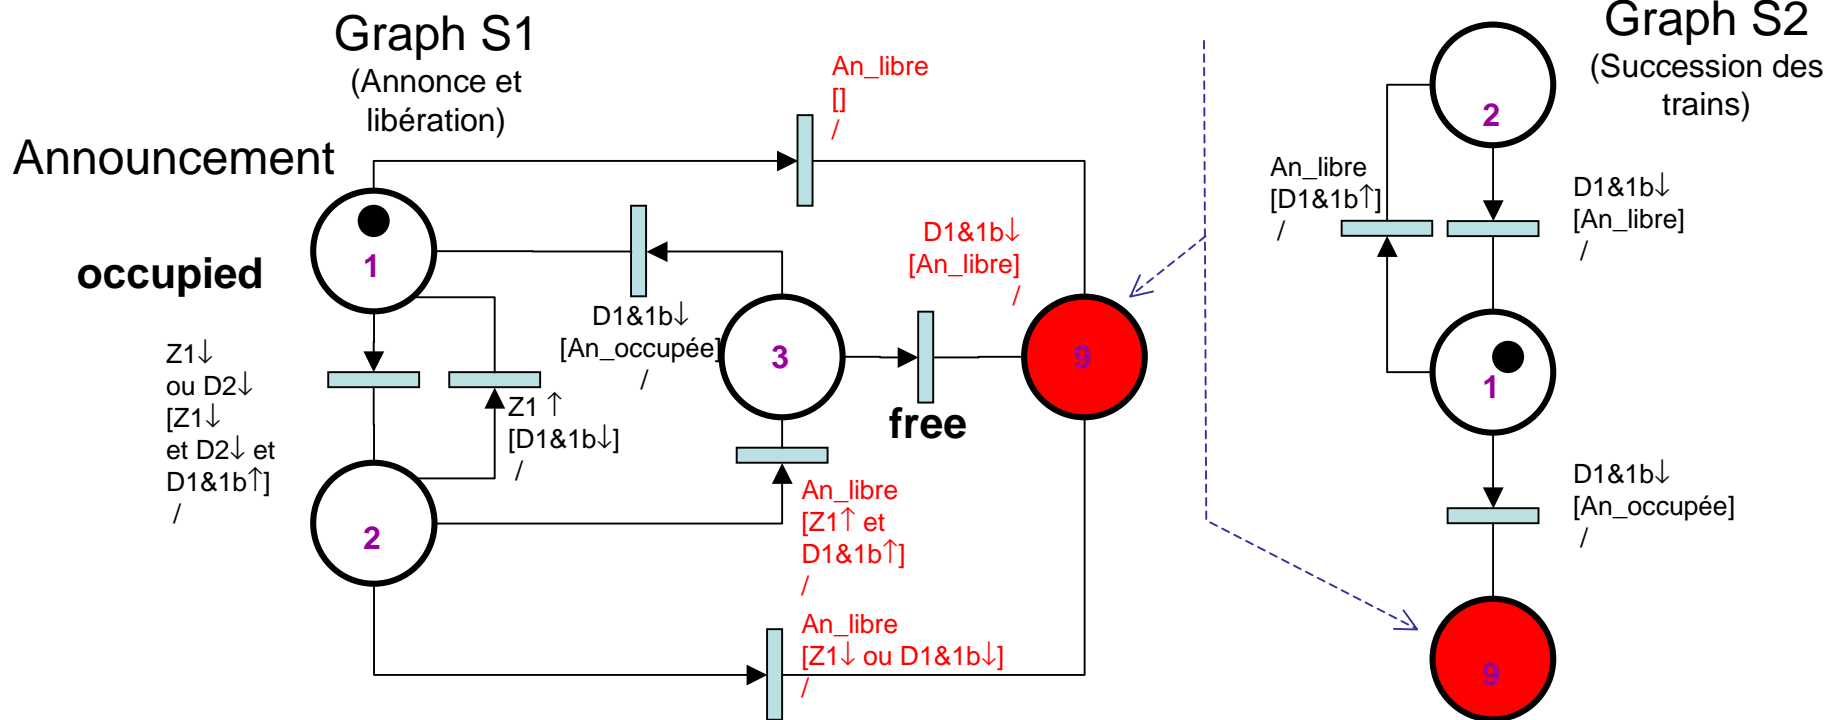 Graph S1
(Annonce et
libération)
Announcement
occupied
1
An_libre
[]
/
D1&1b↓
[An_occupée]
/
3
D1&1b↓
[An_libre]
/
9
free
Z1↓
ou D2↓
[Z1↓
et D2↓ et
D1&1b↑]
/
Z1 ↑
[D1&1b↓]
/
2
An_libre
[Z1↑ et
D1&1b↑]
/
An_libre
[Z1↓ ou D1&1b↓]
/
Graph S2
(Succession des
trains)
2
An_libre
[D1&1b↑]
/
D1&1b↓
[An_libre]
/
1
D1&1b↓
[An_occupée]
/
9